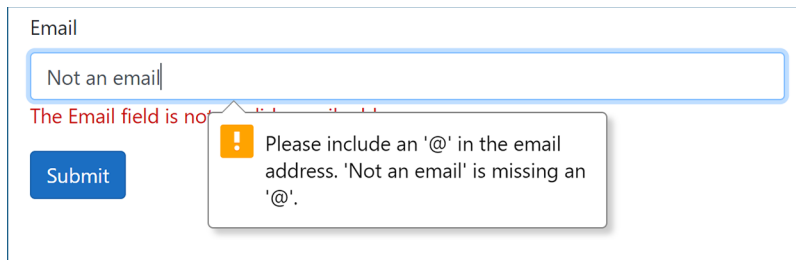 Email
Not an email
The Email field is not
Please include an '@' in the email
address. 'Not an email' is missing an
'@'.
Submit